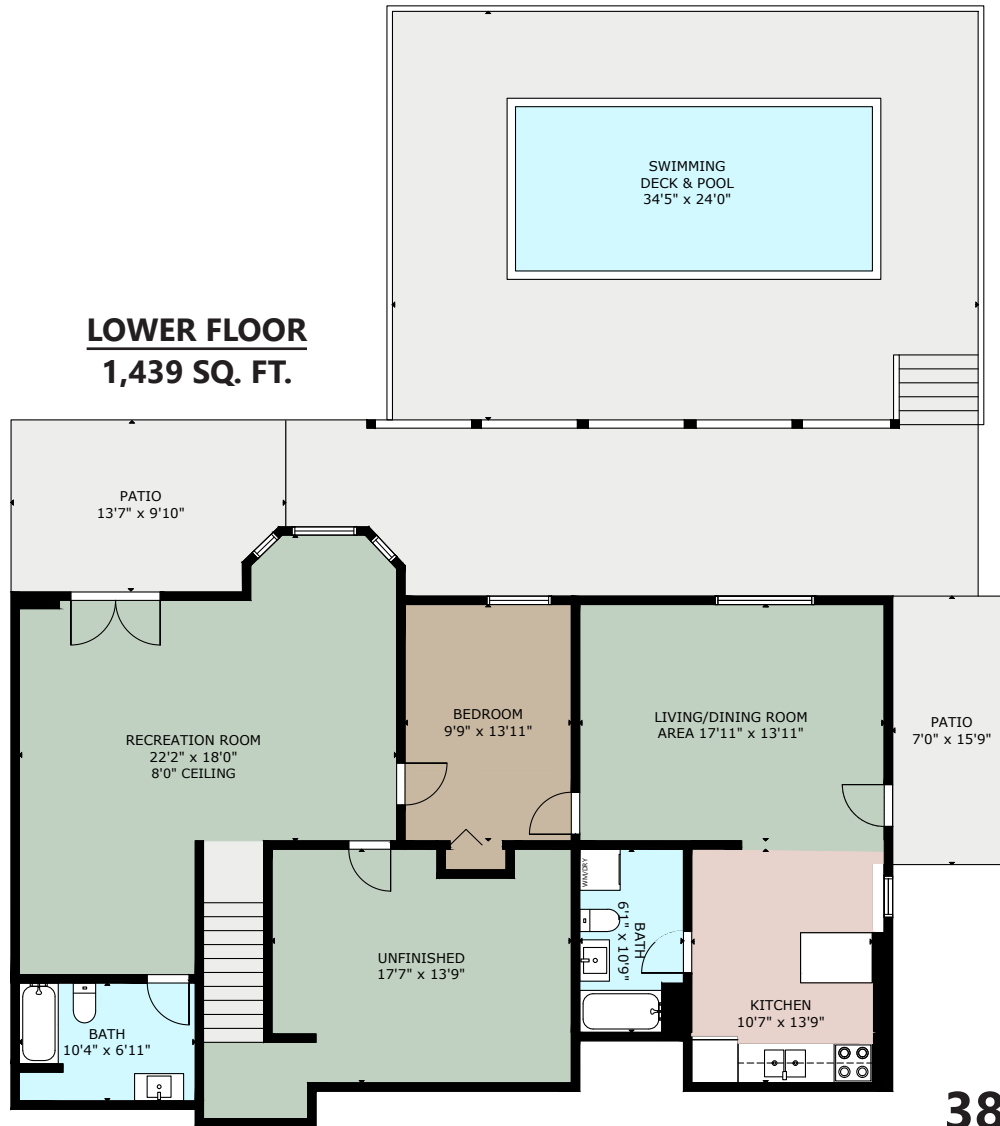 SWIMMING
DECK & POOL
34'5" x 24'0"
LOWER FLOOR
1,439 SQ. FT.
PATIO
13'7" x 9'10"
RECREATION ROOM
22'2" x 18'0"
8'0" CEILING
BEDROOM
9'9" x 13'11"
LIVING/DINING ROOM
AREA 17'11" x 13'11"
PATIO
7'0" x 15'9"
WM/DRY
BATH
6'1" x 10'9"
UNFINISHED
17'7" x 13'9"
KITCHEN
10'7" x 13'9"
BATH
10'4" x 6'11"
38